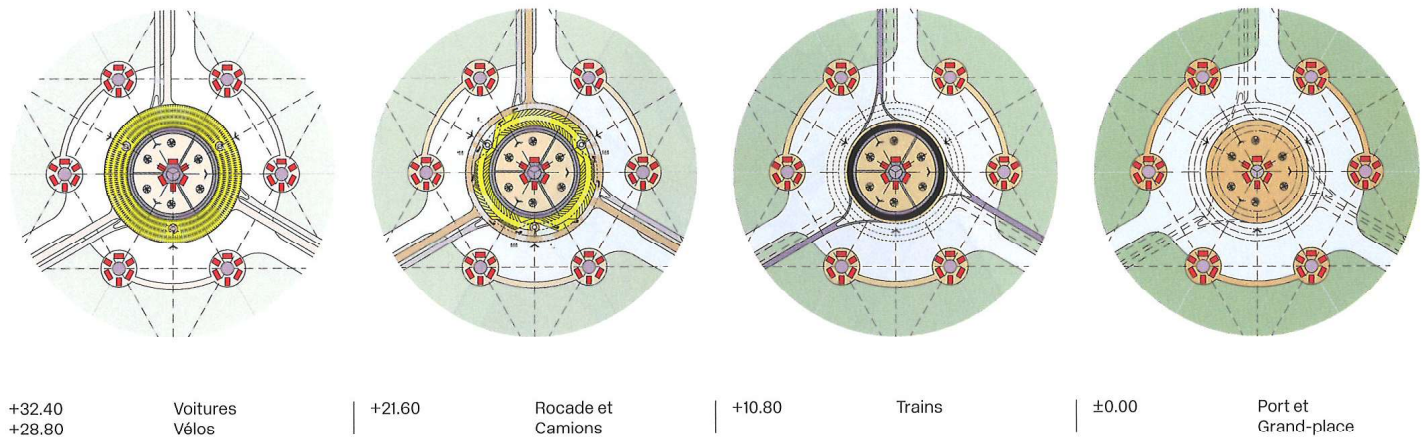 +32.40 Voitures
+28.80 Vélos
+21.60 Rocade et
Camions
+10.80 Trains
±0.00 Port et
Grand-place